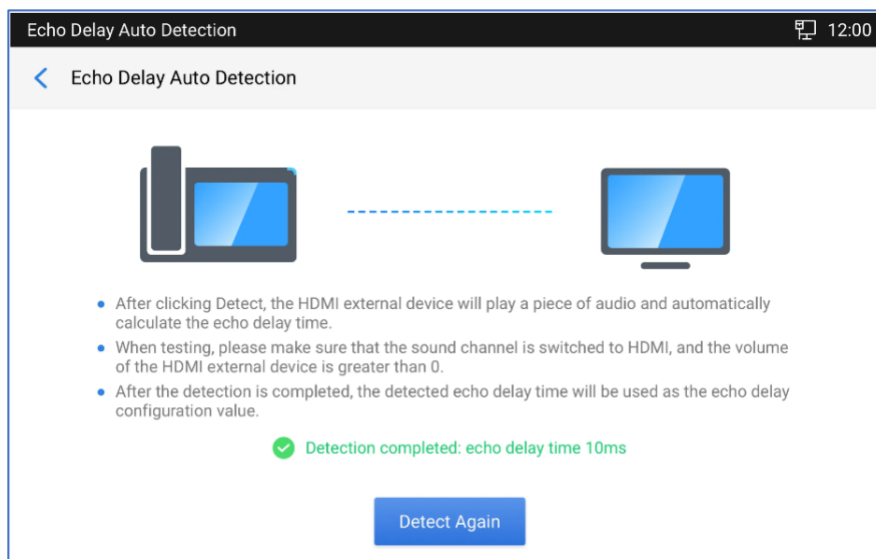 Echo Delay Auto Detection
12:00
Echo Delay Auto Detection
After clicking Detect, the HDMI external device will play a piece of audio and automatically
calculate the echo delay time.
When testing, please make sure that the sound channel is switched to HDMI, and the volume
of the HDMI external device is greater than 0.
After the detection is completed, the detected echo delay time will be used as the echo delay
configuration value.
Detection completed: echo delay time 10ms
Detect Again